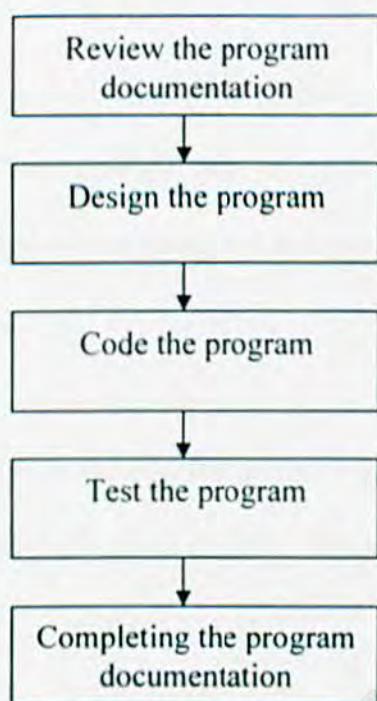 Review the program
documentation
Design the program
Code the program
Test the program
Completing the program
documentation